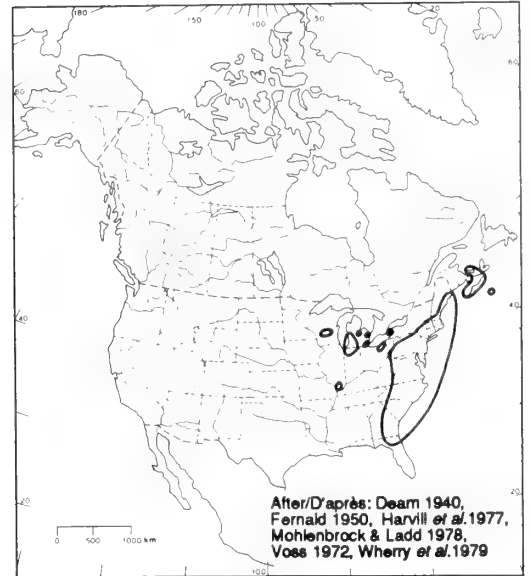 180
150
100
50
20
60
60
40
40
20
20
After/D'après: Deam 1940,
Fernald 1950, Harvill et al. 1977,
Mohlenbrock & Ladd 1978,
Voss 1972, Wherry et al. 1979
0 500 1000 km
100